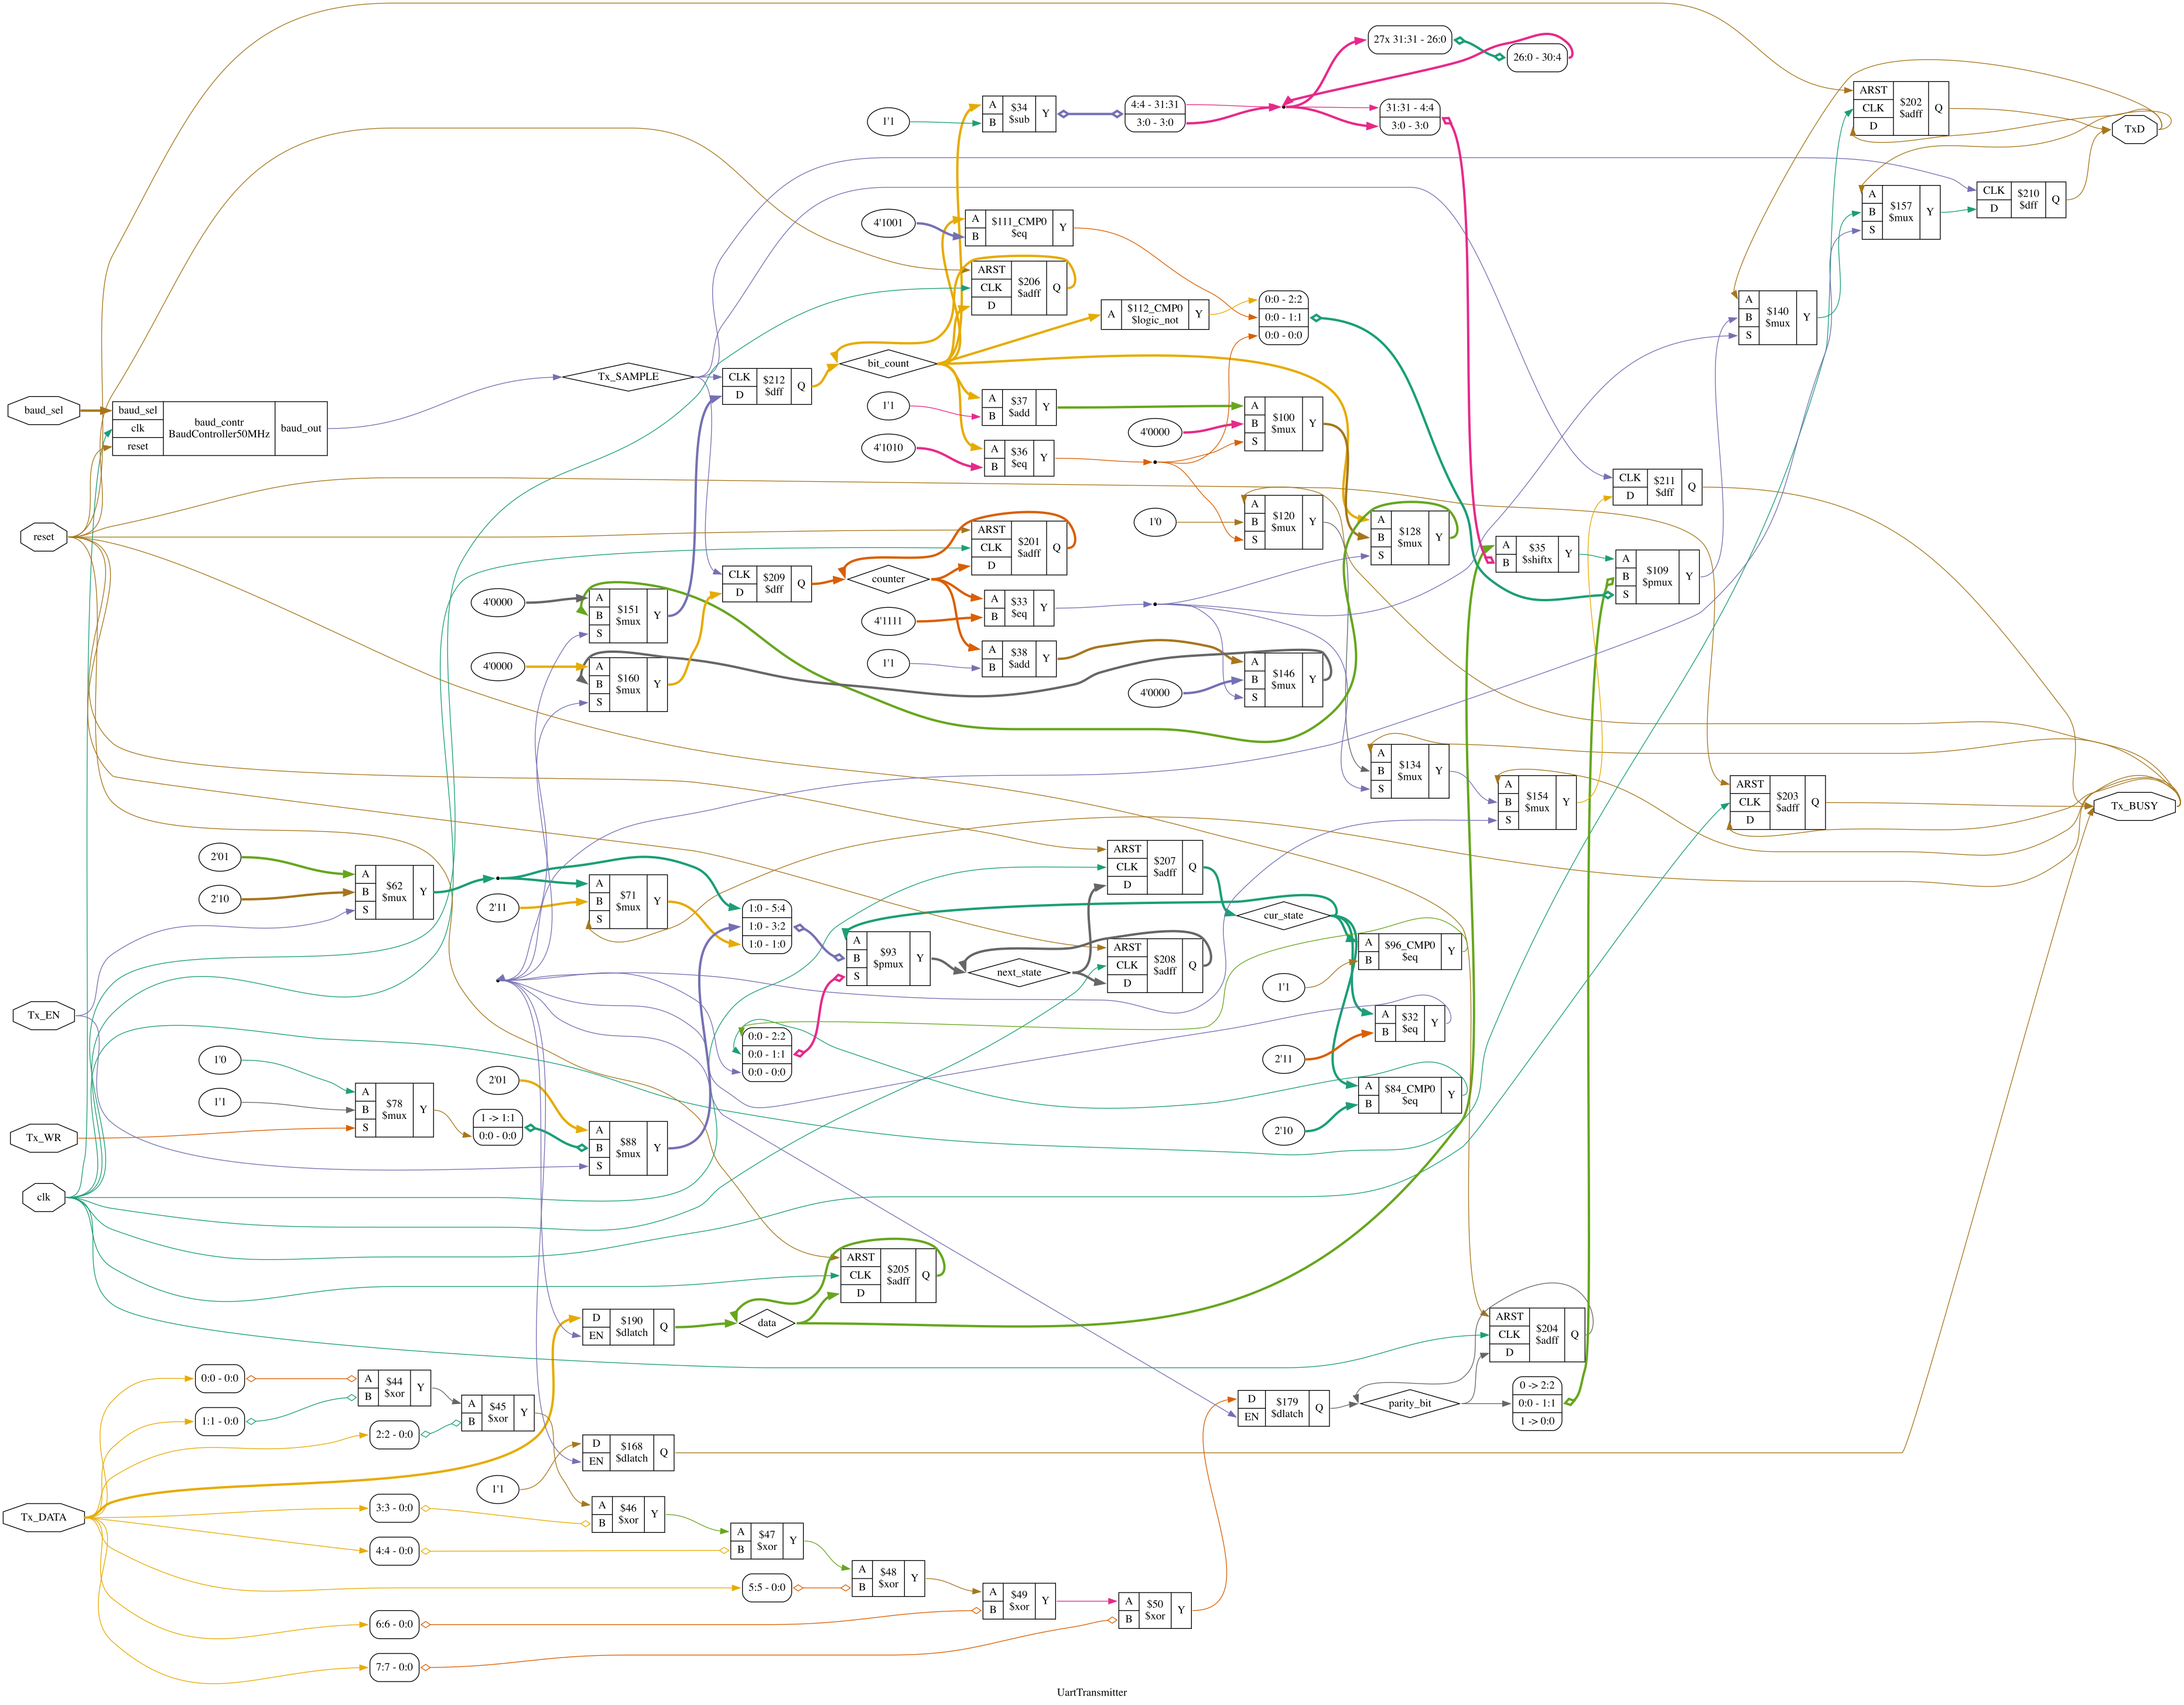 27x 31:31 - 26:0
26:0 - 30:4
ARST
CLK
D
$202
$adff
Q
TxD
1'1
A
B
$34
$sub
Y
4:4 - 31:31
3:0 - 3:0
31:31 - 4:4
3:0 - 3:0
A
B
S
$157
$mux
Y
CLK
D
$210
$dff
Q
4'1001
A
B
$111_CMP0
$eq
Y
ARST
CLK
D
$206
$adff
Q
A
$112_CMP0
$logic_not
Y
0:0 - 2:2
0:0 - 1:1
0:0 - 0:0
A
B
S
$140
$mux
Y
baud_sel
baud_sel
clk
reset
baud_contr
BaudController50MHz
baud_out
Tx_SAMPLE
CLK
D
$212
$dff
Q
bit_count
1'1
A
B
$37
$add
Y
4'0000
A
B
S
$100
$mux
Y
4'1010
A
B
$36
$eq
Y
CLK
D
$211
$dff
Q
reset
1'0
A
B
S
$120
$mux
Y
A
B
S
$128
$mux
Y
ARST
CLK
D
$201
$adff
Q
A
B
$35
$shiftx
Y
A
B
S
$109
$pmux
Y
CLK
D
$209
$dff
Q
counter
4'0000
A
B
S
$151
$mux
Y
4'1111
A
B
$33
$eq
Y
4'0000
A
B
S
$160
$mux
Y
1'1
A
B
$38
$add
Y
4'0000
A
B
S
$146
$mux
Y
A
B
S
$134
$mux
Y
A
B
S
$154
$mux
Y
ARST
CLK
D
$203
$adff
Q
Tx_BUSY
2'01
2'10
A
B
S
$62
$mux
Y
2'11
A
B
S
$71
$mux
Y
1:0 - 5:4
1:0 - 3:2
1:0 - 1:0
A
B
S
$93
$pmux
Y
ARST
CLK
D
$207
$adff
Q
cur_state
next_state
ARST
CLK
D
$208
$adff
Q
1'1
A
B
$96_CMP0
$eq
Y
Tx_EN
0:0 - 2:2
0:0 - 1:1
0:0 - 0:0
2'11
A
B
$32
$eq
Y
1'0
1'1
Tx_WR
A
B
S
$78
$mux
Y
1 -> 1:1
0:0 - 0:0
2'01
A
B
S
$88
$mux
Y
2'10
A
B
$84_CMP0
$eq
Y
clk
ARST
CLK
D
$205
$adff
Q
D
EN
$190
$dlatch
Q
data
ARST
CLK
D
$204
$adff
Q
0:0 - 0:0
1:1 - 0:0
A
B
$44
$xor
Y
2:2 - 0:0
A
B
$45
$xor
Y
D
EN
$179
$dlatch
Q
parity_bit
0 -> 2:2
0:0 - 1:1
1 -> 0:0
1'1
D
EN
$168
$dlatch
Q
Tx_DATA
3:3 - 0:0
A
B
$46
$xor
Y
4:4 - 0:0
A
B
$47
$xor
Y
5:5 - 0:0
A
B
$48
$xor
Y
6:6 - 0:0
A
B
$49
$xor
Y
7:7 - 0:0
A
B
$50
$xor
Y
UartTransmitter